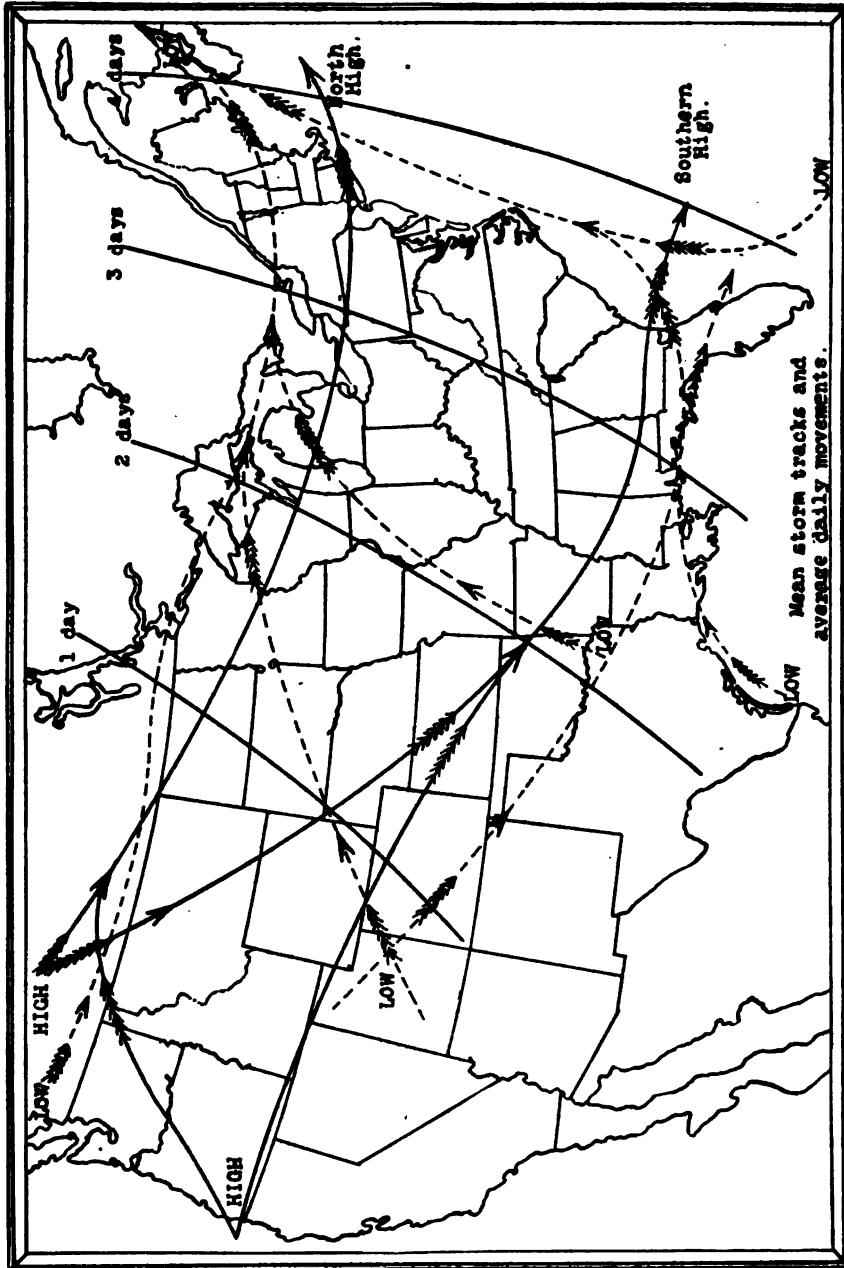 LOW
HIGH
1 day
2 days
3 days
days
LOW
North
High.
HIGH
LOW
LOW
LOW
Southern
High.
LOW
Mean storm tracks and
average daily movements.